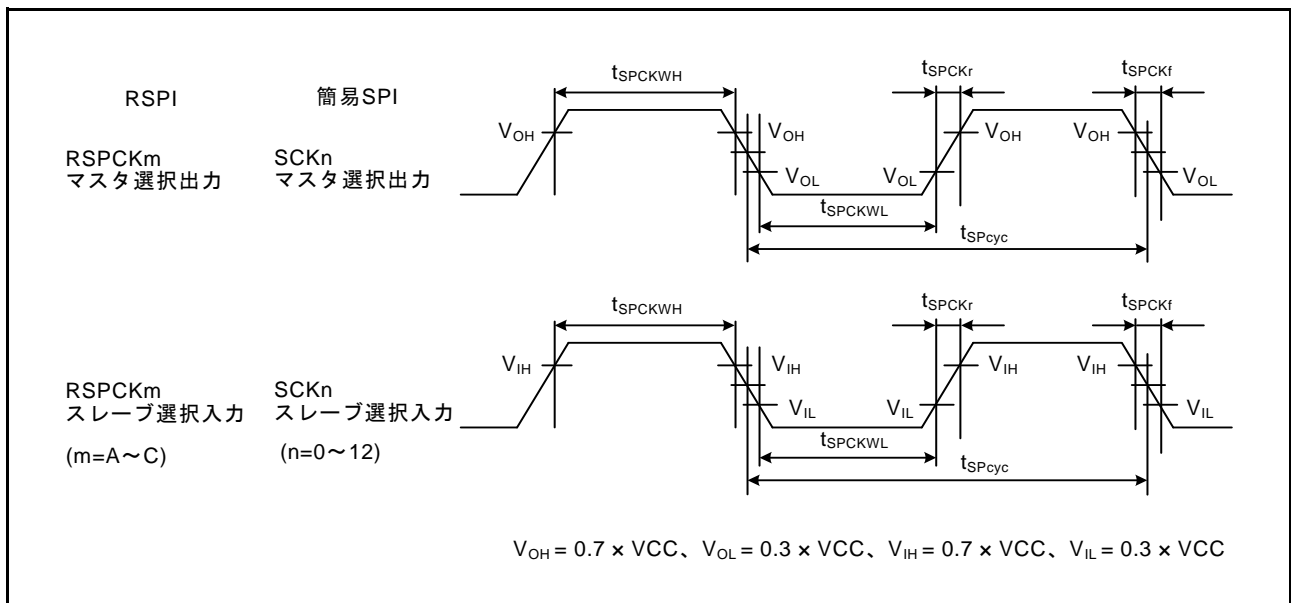 RSPI 簡易SPI
RSPCKm
マスタ選択出力
SCKn
マスタ選択出力
tSPCKWH tSPCKr tSPCKf
VOH VOH VOH VOH
VOL VOL VOL
tSPCKWL
tSPcyc
RSPCKm
スレーブ選択入力
(m=A～C)
SCKn
スレーブ選択入力
(n=0～12)
tSPCKWH tSPCKr tSPCKf
VIH VIH VIH VIH
VIL VIL VIL
tSPCKWL
tSPcyc
VOH = 0.7 × VCC、VOL = 0.3 × VCC、VIH = 0.7 × VCC、VIL = 0.3 × VCC